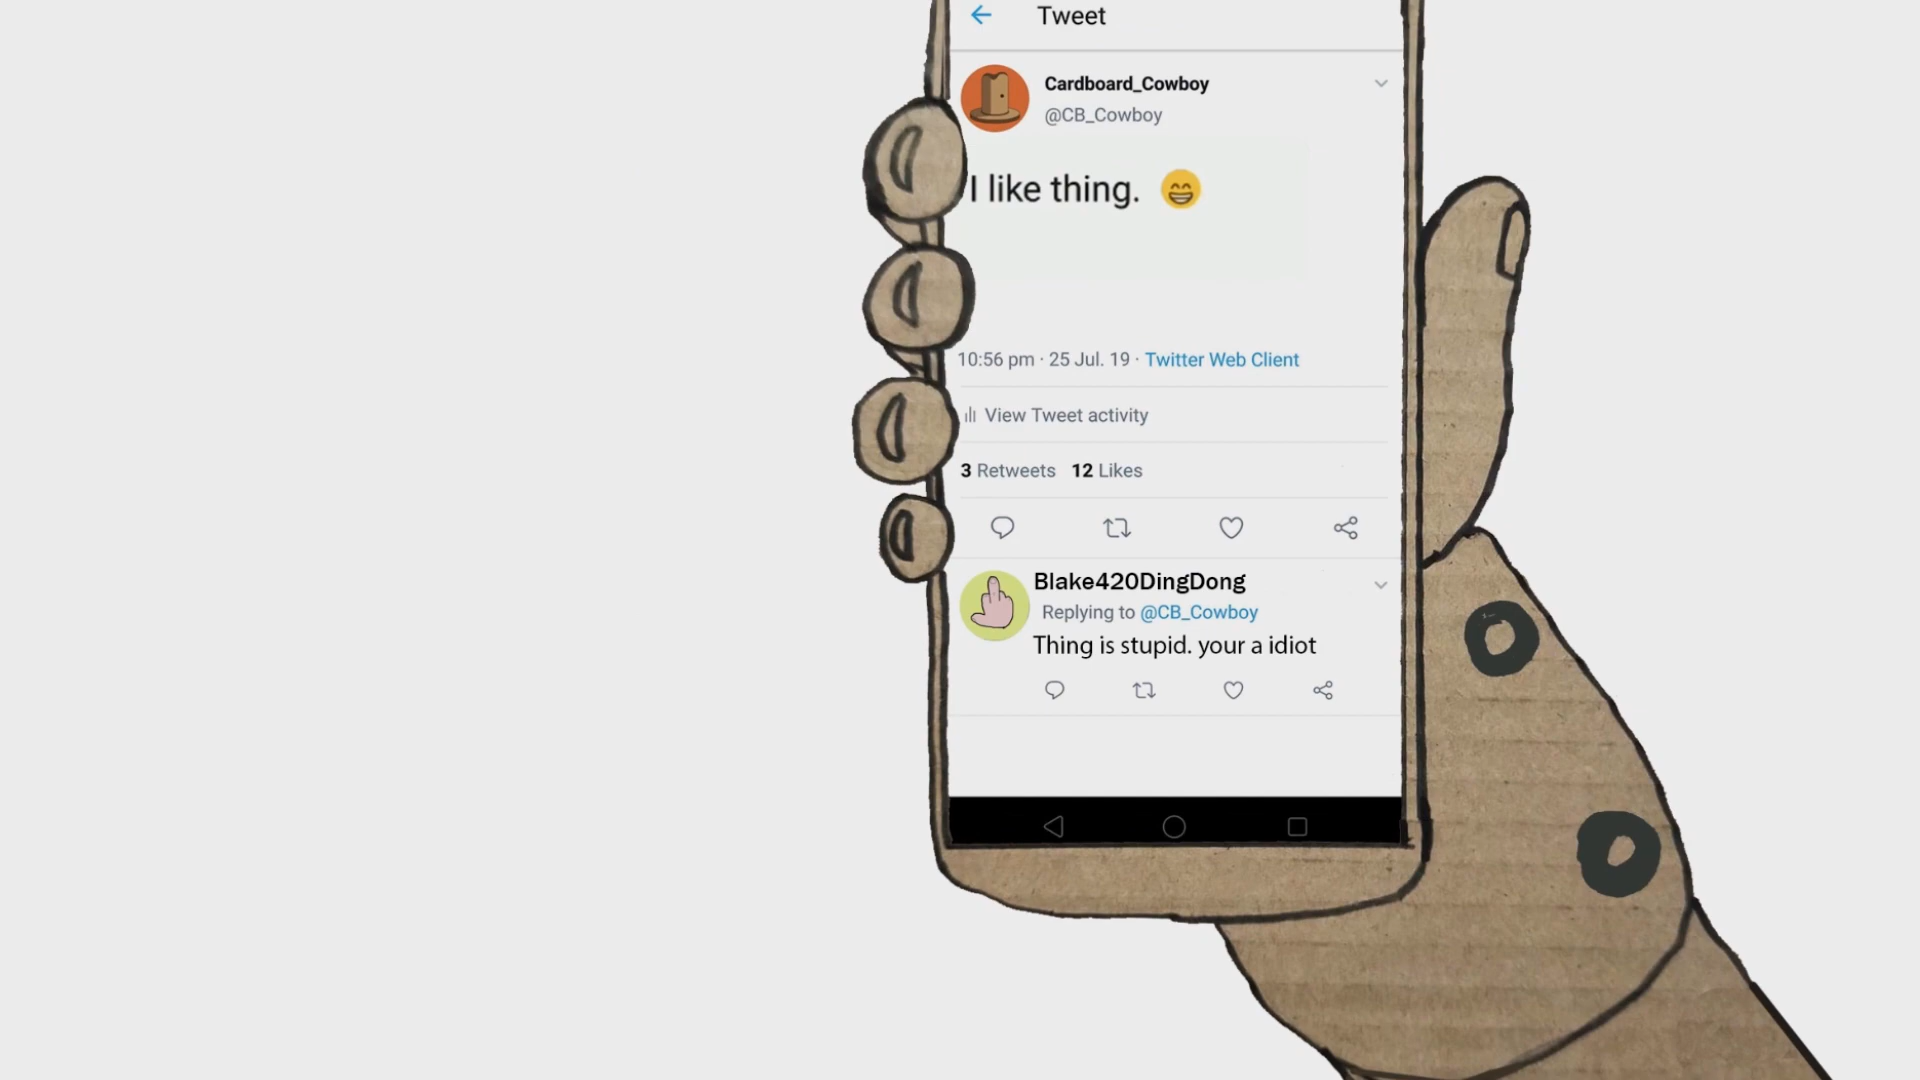 Tweet
Cardboard_Cowboy
@CB_Cowboy
I like thing. 😁
10:56 pm · 25 Jul. 19 · Twitter Web Client
View Tweet activity
3 Retweets 12 Likes
Blake420DingDong
Replying to @CB_Cowboy
Thing is stupid. your a idiot